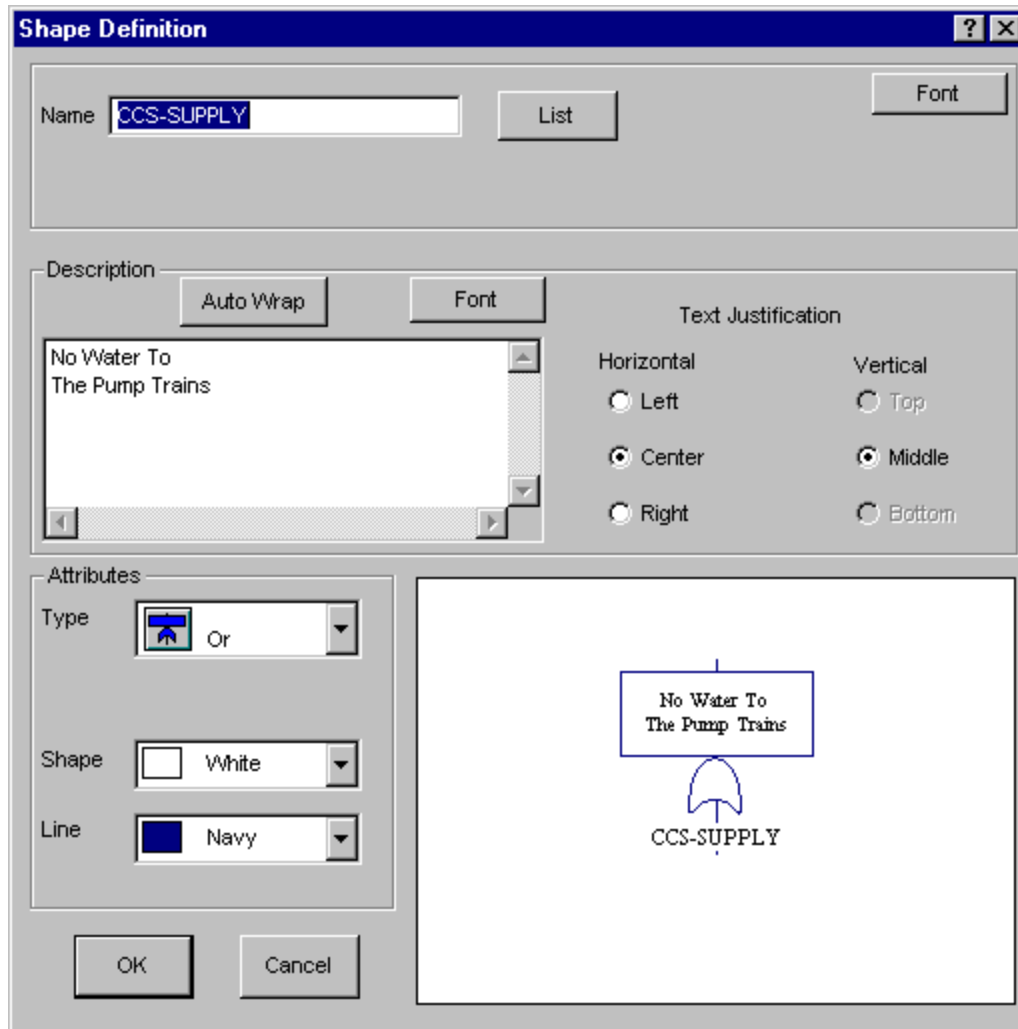 Shape Definition
Name CCS-SUPPLY List Font
Description
Auto Wrap Font
Text Justification
No Water To
The Pump Trains
Horizontal Vertical
Left Top
Center Middle
Right Bottom
Attributes
Type Or
Shape White
Line Navy
No Water To
The Pump Trains
CCS-SUPPLY
OK Cancel